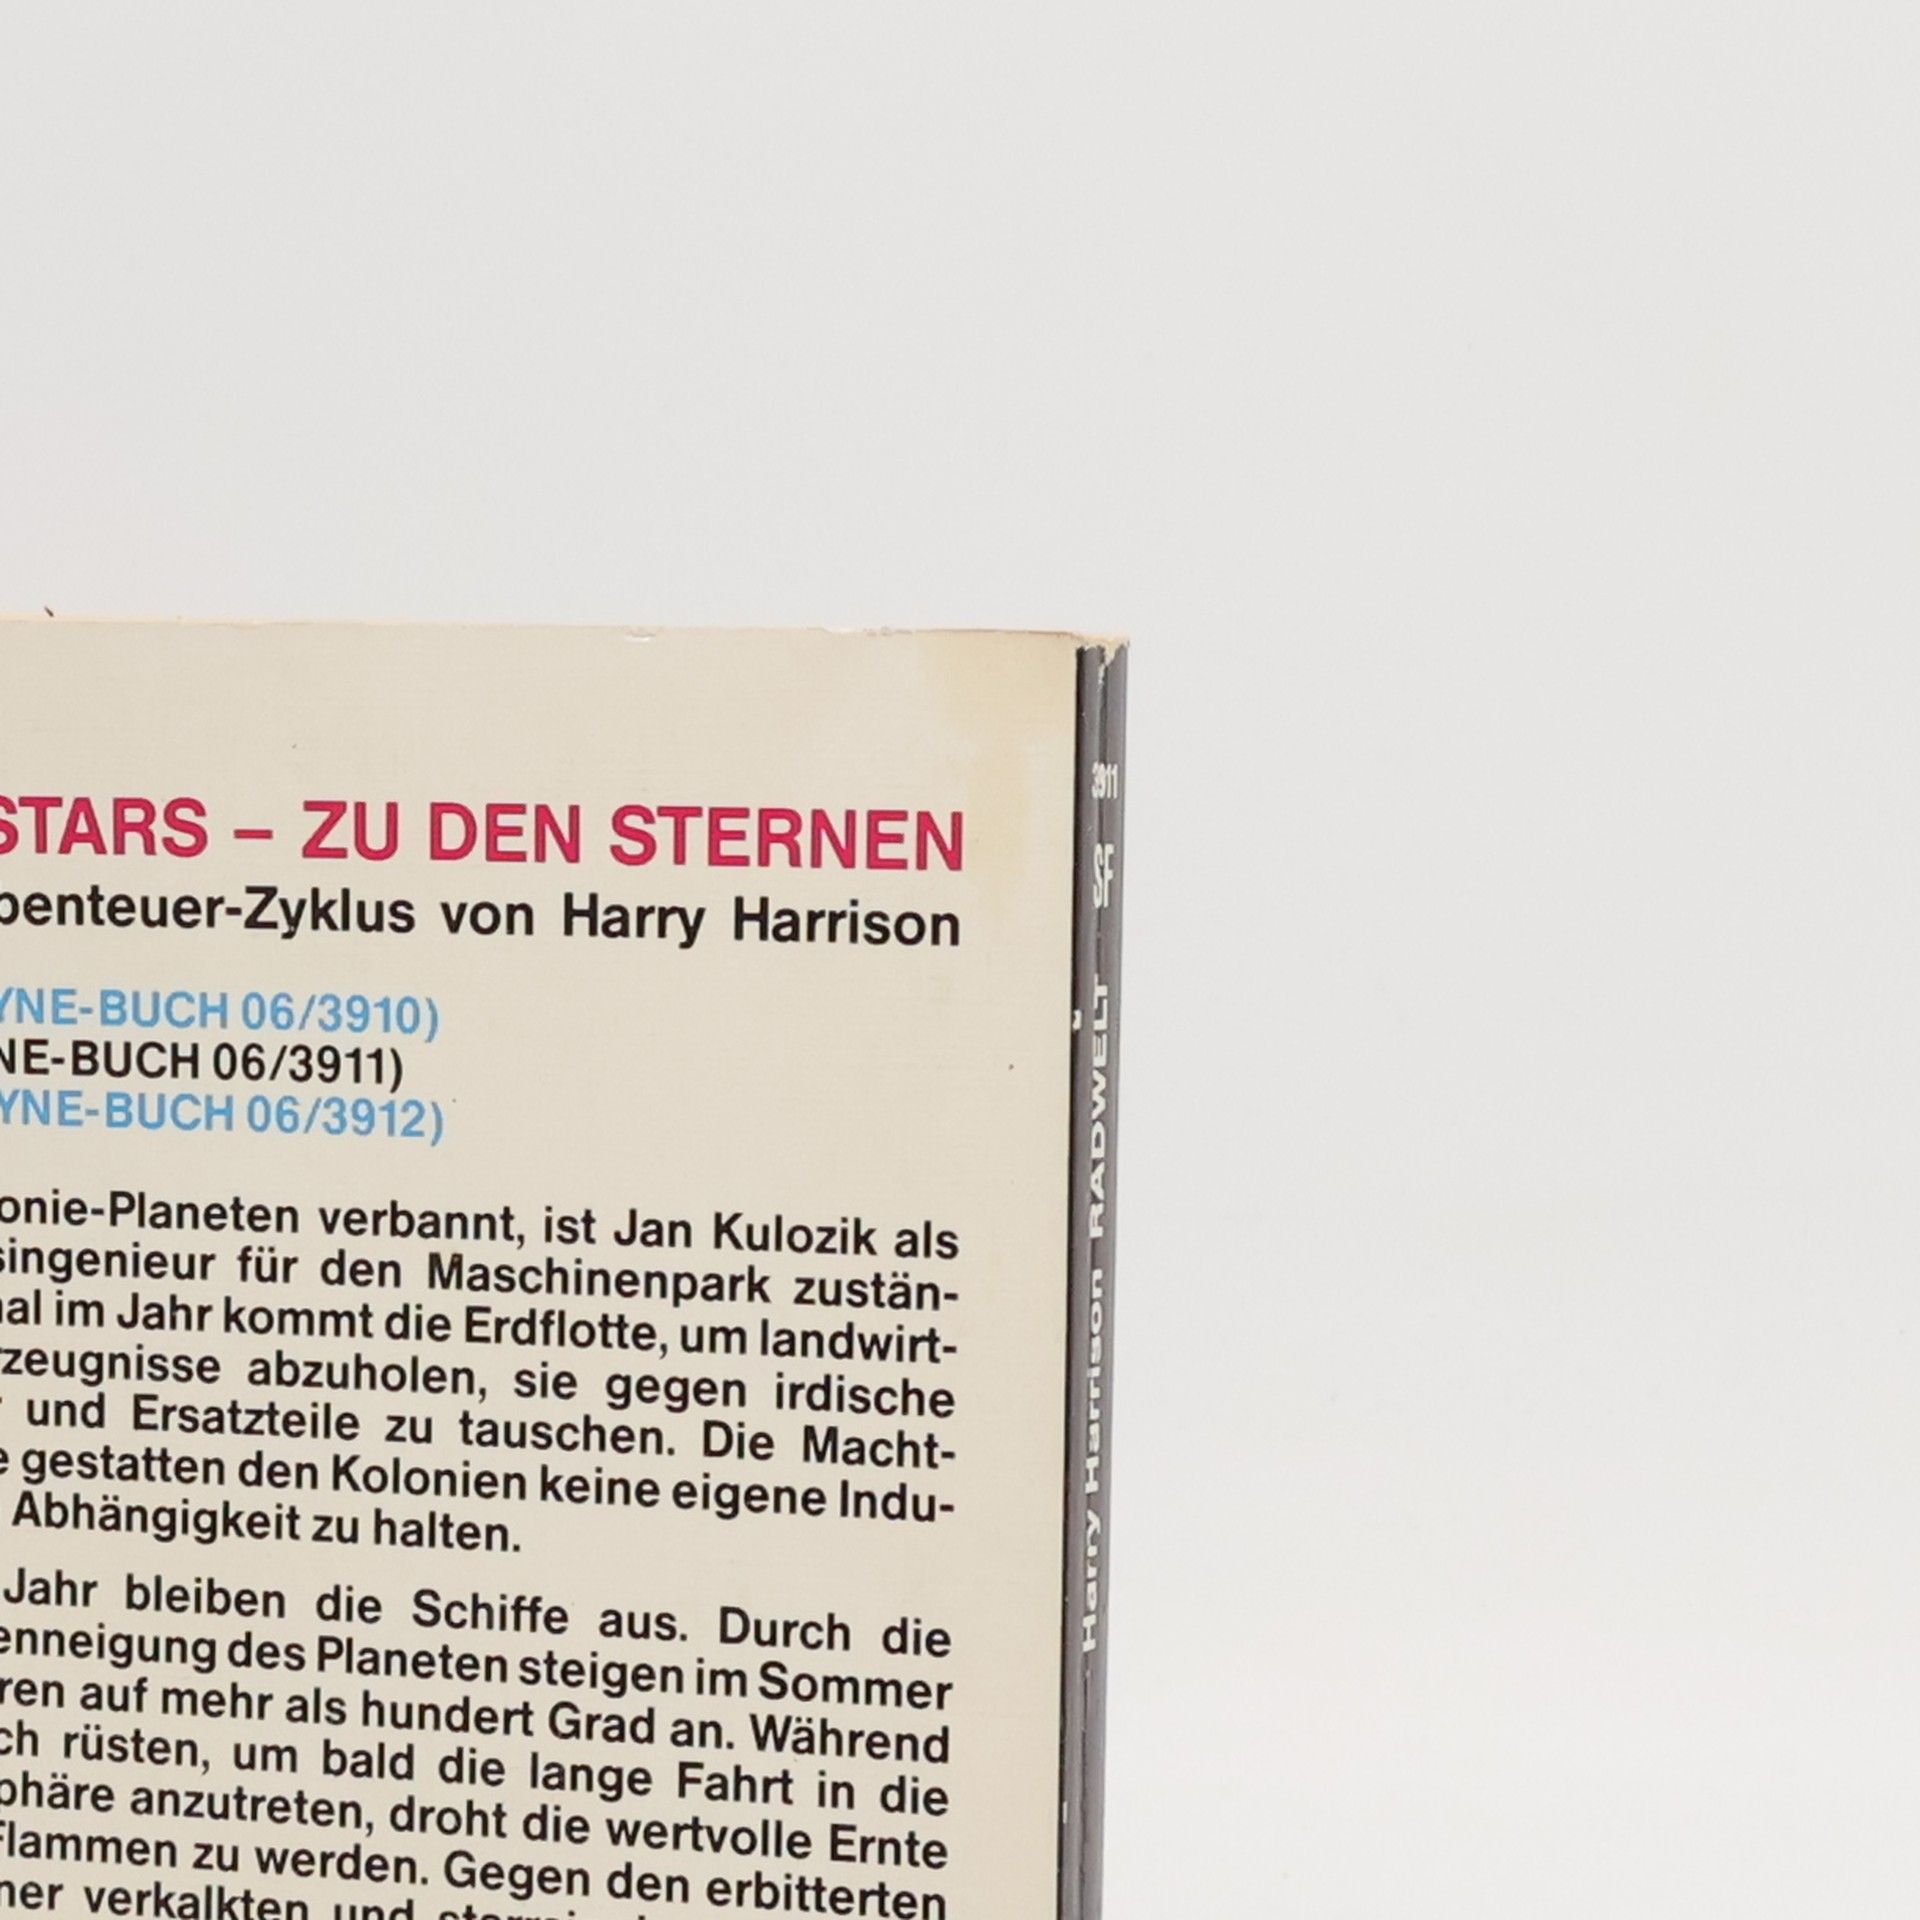 STARS – ZU DEN STERNEN
benteuer-Zyklus von Harry Harrison
YNE-BUCH 06/3910)
NE-BUCH 06/3911)
YNE-BUCH 06/3912)
onie-Planeten verbannt, ist Jan Kulozik als
singenieur für den Maschinenpark zustän-
al im Jahr kommt die Erdflotte, um landwirt-
zeugnisse abzuholen, sie gegen irdische
und Ersatzteile zu tauschen. Die Macht-
e gestatten den Kolonien keine eigene Indu-
Abhängigkeit zu halten.
Jahr bleiben die Schiffe aus. Durch die
enneigung des Planeten steigen im Sommer
ren auf mehr als hundert Grad an. Während
ch rüsten, um bald die lange Fahrt in die
phäre anzutreten, droht die wertvolle Ernte
Flammen zu werden. Gegen den erbitterten
ner verkalkten und
Harry Harrison RADWELT SF 3911